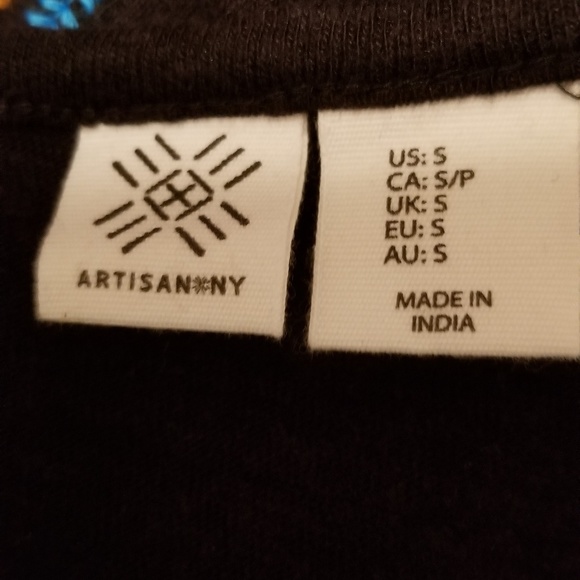 ARTISAN※NY
US: S
CA: S/P
UK: S
EU: S
AU: S
MADE IN
INDIA